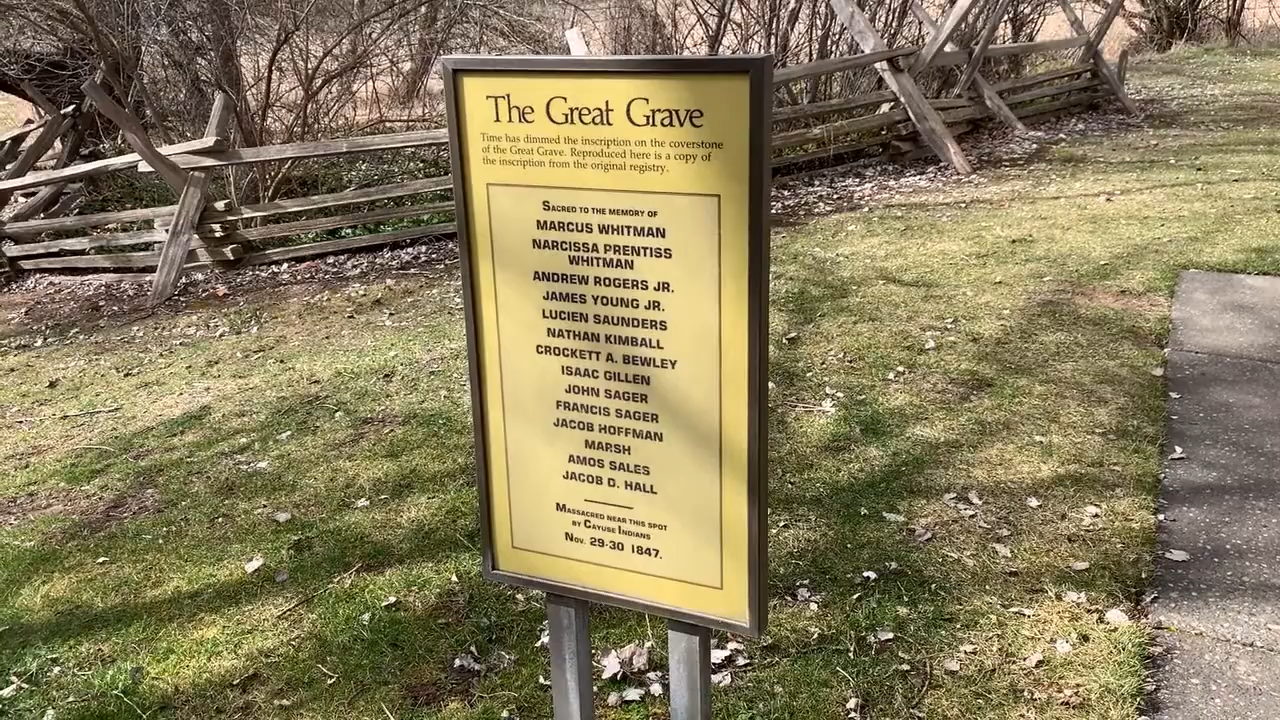 The Great Grave
Time has dimmed the inscription on the coverstone
of the Great Grave. Reproduced here is a copy of
the inscription from the original registry.
SACRED TO THE MEMORY OF
MARCUS WHITMAN
NARCISSA PRENTISS
WHITMAN
ANDREW ROGERS JR.
JAMES YOUNG JR.
LUCIEN SAUNDERS
NATHAN KIMBALL
CROCKETT A. BEWLEY
ISAAC GILLEN
JOHN SAGER
FRANCIS SAGER
JACOB HOFFMAN
MARSH
AMOS SALES
JACOB D. HALL
MASSACRED NEAR THIS SPOT
BY CAYUSE INDIANS
NOV. 29-30 1847.